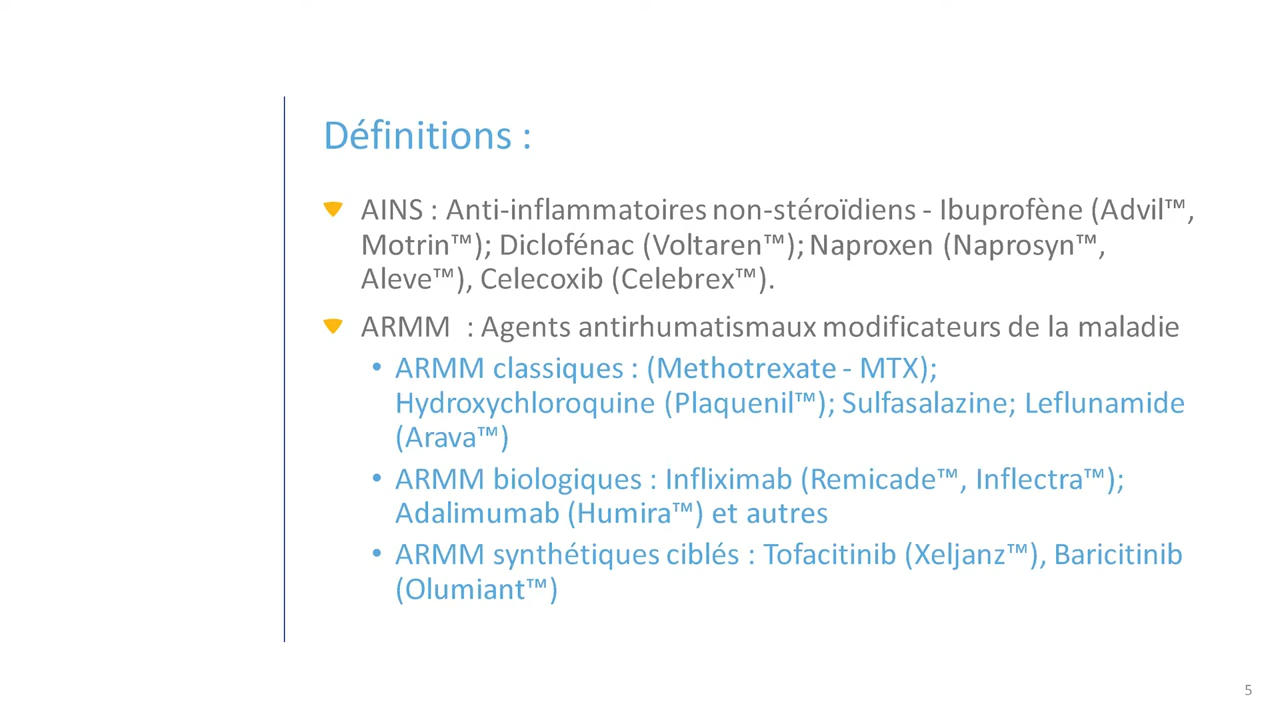 Définitions :
AINS : Anti-inflammatoires non-stéroïdiens - Ibuprofène (Advil™,
Motrin™); Diclofénac (Voltaren™); Naproxen (Naprosyn™,
Aleve™), Celecoxib (Celebrex™).
ARMM : Agents antirhumatismaux modificateurs de la maladie
• ARMM classiques : (Methotrexate - MTX);
Hydroxychloroquine (Plaquenil™); Sulfasalazine; Leflunamide
(Arava™)
• ARMM biologiques : Infliximab (Remicade™, Inflectra™);
Adalimumab (Humira™) et autres
• ARMM synthétiques ciblés : Tofacitinib (Xeljanz™), Baricitinib
(Olumiant™)
5